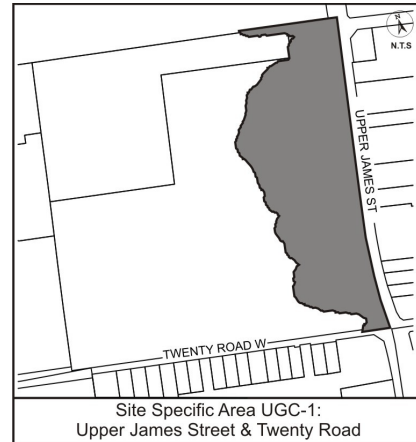 N.T.S
UPPER JAMES ST
TWENTY ROAD W
Site Specific Area UGC-1:
Upper James Street & Twenty Road